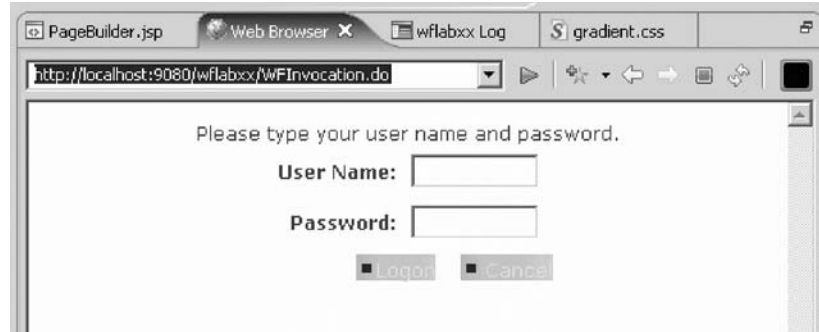 PageBuilder.jsp Web Browser wflabxx Log gradient.css
http://localhost:9080/wflabxx/WFInvocation.do
Please type your user name and password.
User Name:
Password:
Logon Cancel